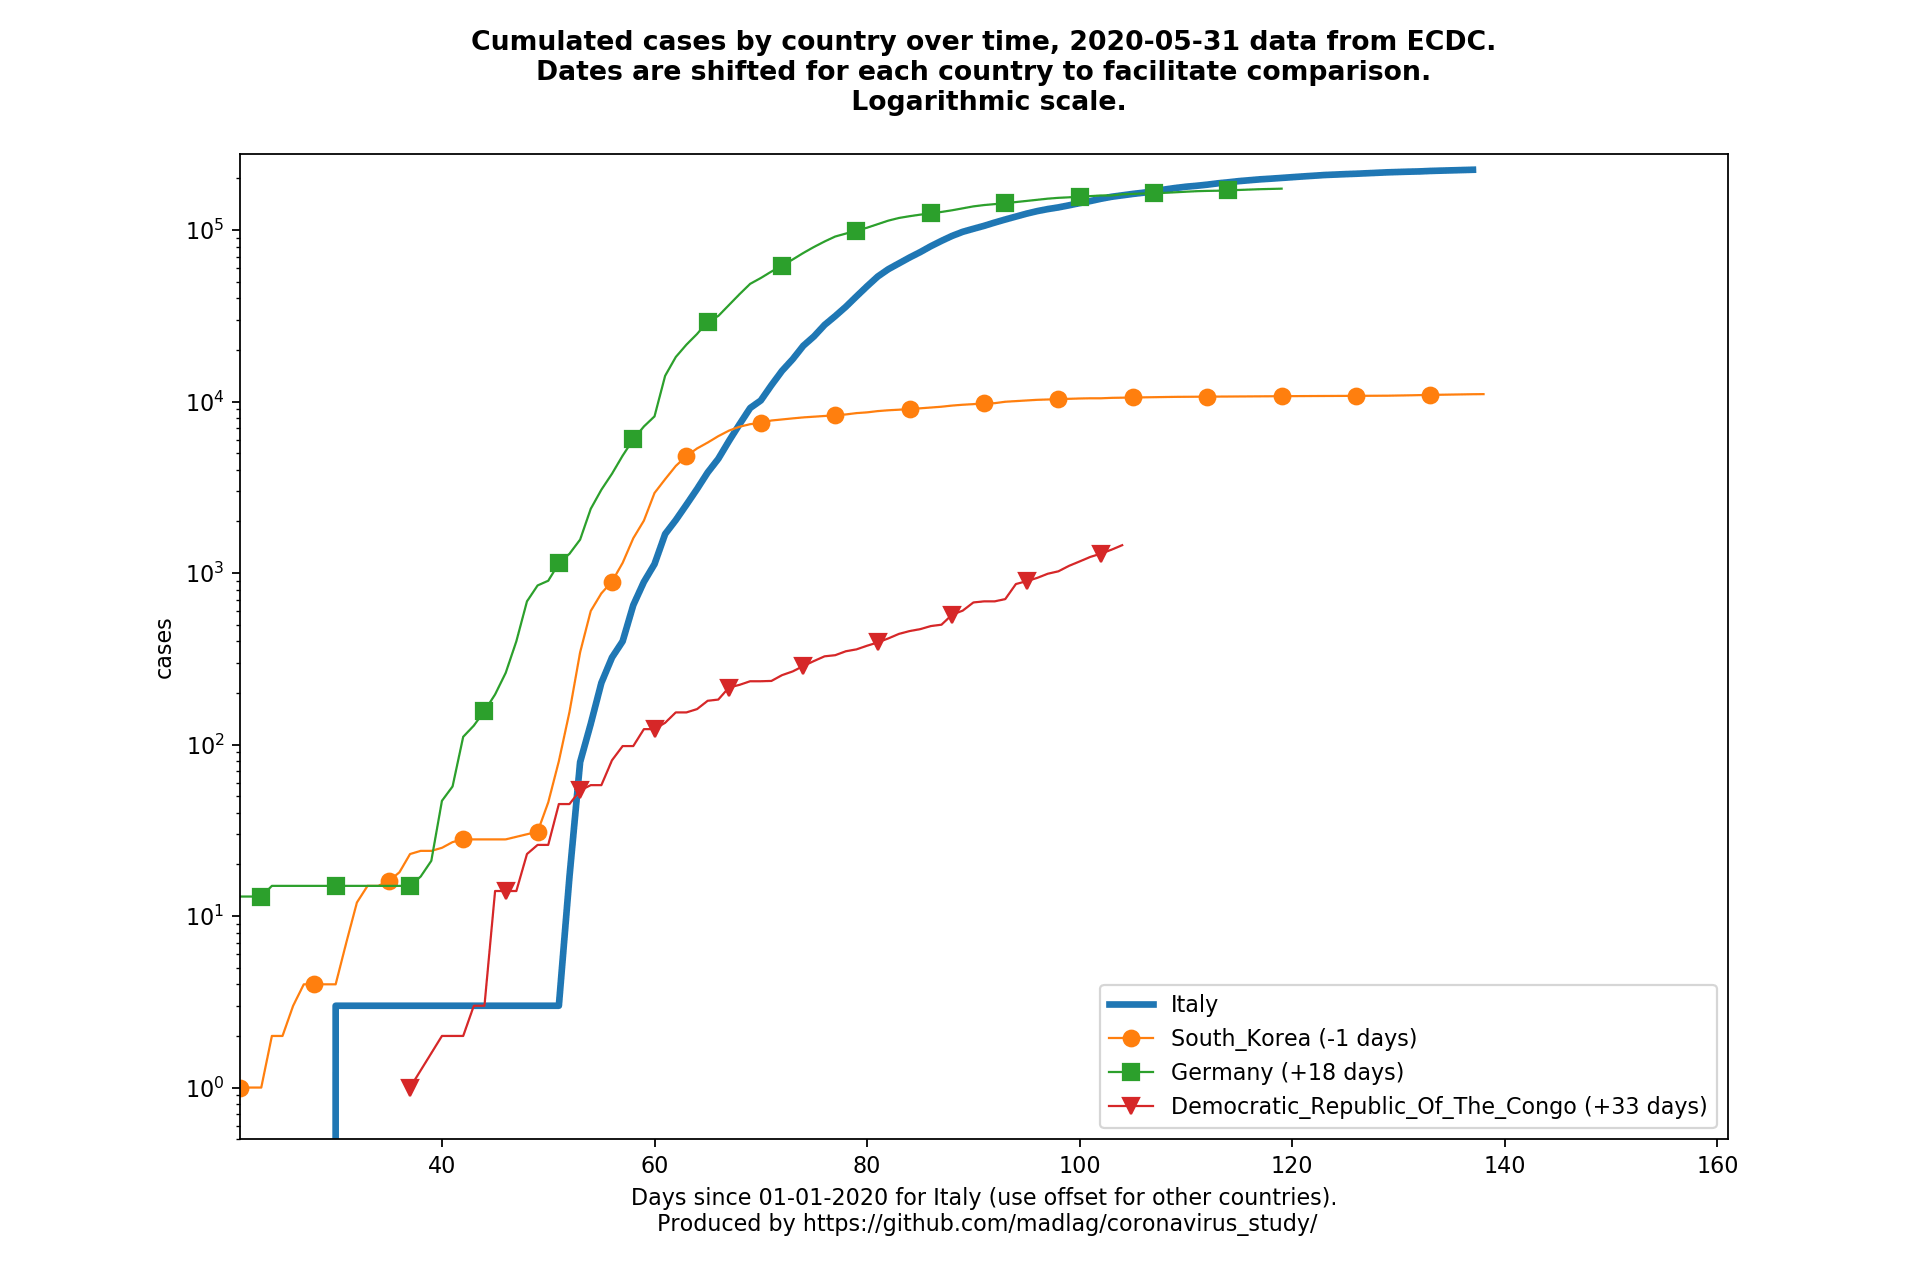 Cumulated cases by country over time, 2020-05-31 data from ECDC.
Dates are shifted for each country to facilitate comparison.
Logarithmic scale.
10^5
10^4
10^3
10^2
10^1
10^0
cases
40 60 80 100 120 140 160
Italy
South_Korea (-1 days)
Germany (+18 days)
Democratic_Republic_Of_The_Congo (+33 days)
Days since 01-01-2020 for Italy (use offset for other countries).
Produced by https://github.com/madlag/coronavirus_study/